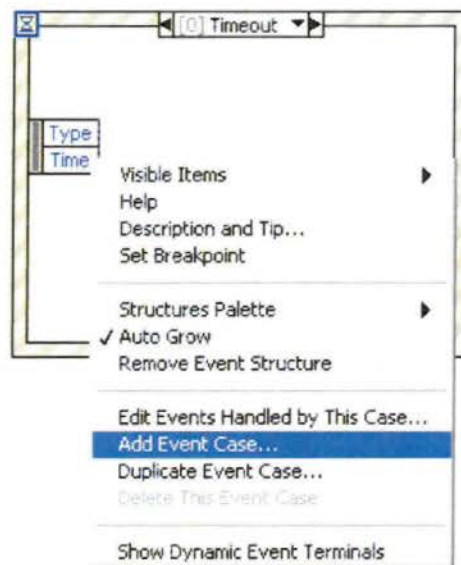 [0] Timeout
Type
Time
Visible Items
Help
Description and Tip...
Set Breakpoint
Structures Palette
✓ Auto Grow
Remove Event Structure
Edit Events Handled by This Case...
Add Event Case...
Duplicate Event Case...
Delete This Event Case
Show Dynamic Event Terminals